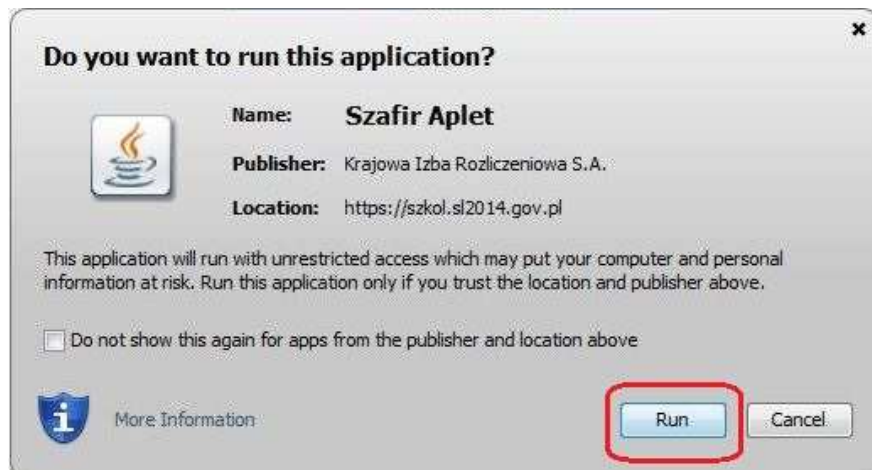 Do you want to run this application?
Name: Szafir Aplet
Publisher: Krajowa Izba Rozliczeniowa S.A.
Location: https://szkol.sl2014.gov.pl
This application will run with unrestricted access which may put your computer and personal
information at risk. Run this application only if you trust the location and publisher above.
Do not show this again for apps from the publisher and location above
More Information
Run Cancel